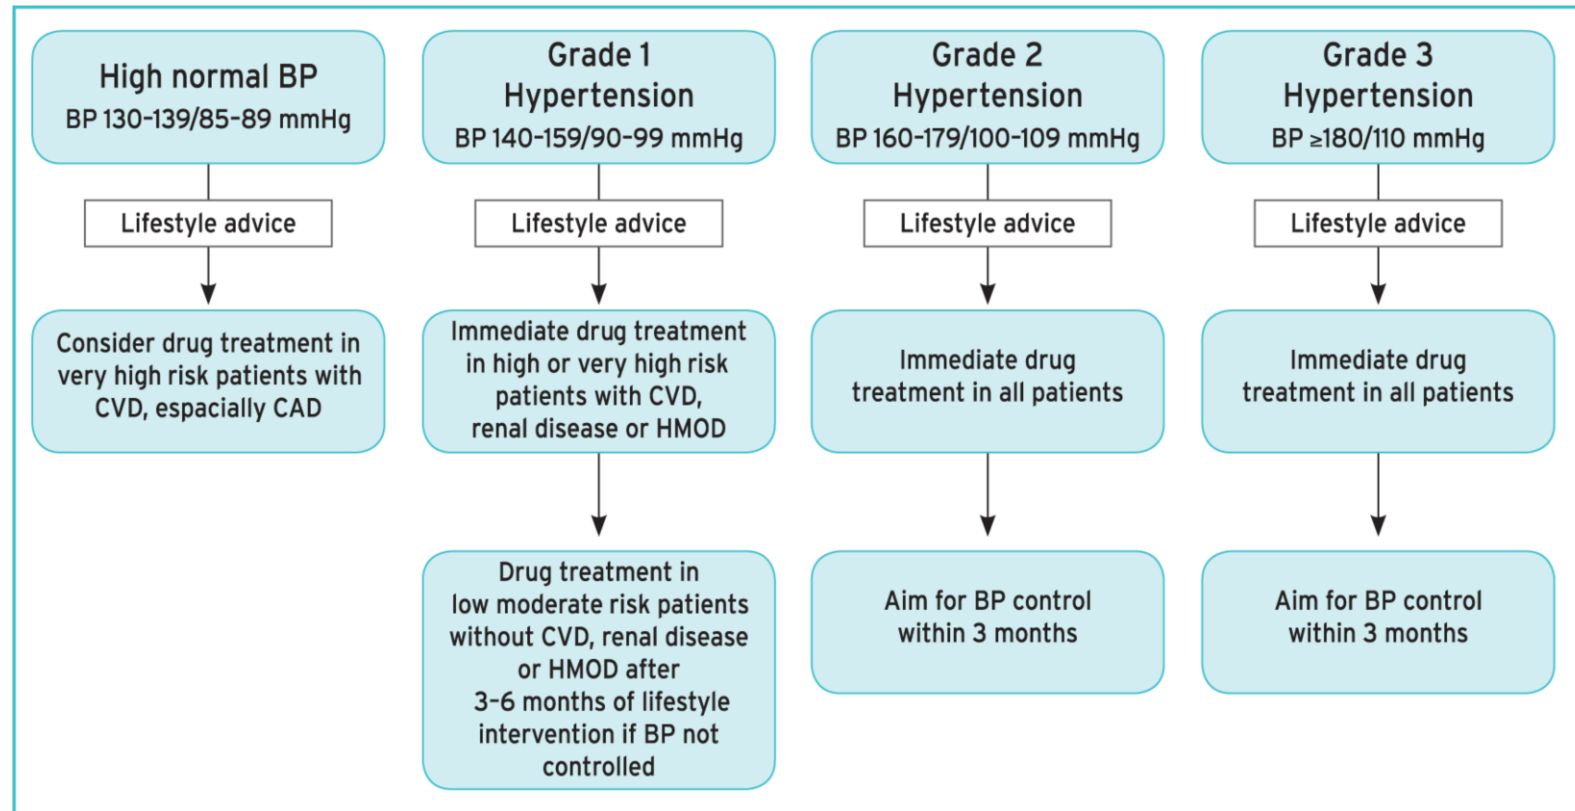 High normal BP
BP 130-139/85-89 mmHg
Lifestyle advice
Consider drug treatment in
very high risk patients with
CVD, espacially CAD
Grade 1
Hypertension
BP 140-159/90-99 mmHg
Lifestyle advice
Immediate drug treatment
in high or very high risk
patients with CVD,
renal disease or HMOD
Drug treatment in
low moderate risk patients
without CVD, renal disease
or HMOD after
3-6 months of lifestyle
intervention if BP not
controlled
Grade 2
Hypertension
BP 160-179/100-109 mmHg
Lifestyle advice
Immediate drug
treatment in all patients
Aim for BP control
within 3 months
Grade 3
Hypertension
BP ≥180/110 mmHg
Lifestyle advice
Immediate drug
treatment in all patients
Aim for BP control
within 3 months